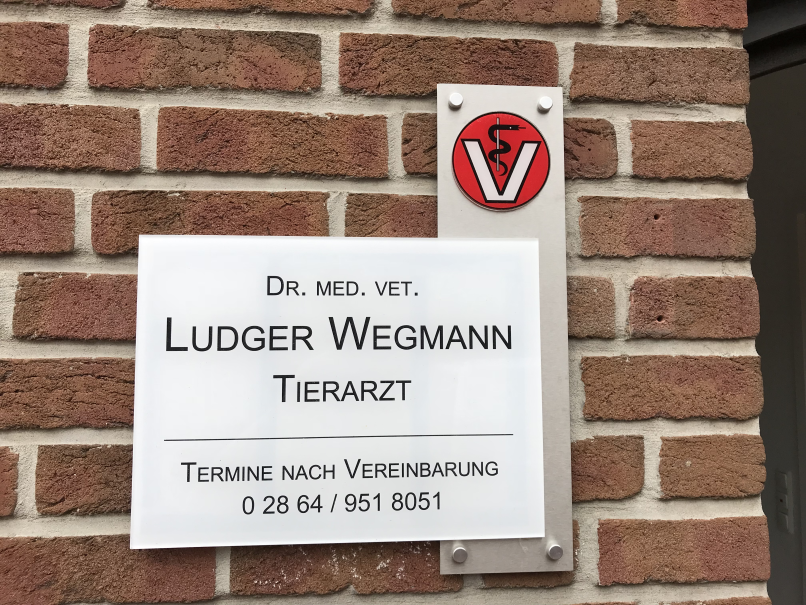 V
DR. MED. VET.
LUDGER WEGMANN
TIERARZT
TERMINE NACH VEREINBARUNG
0 28 64 / 951 8051